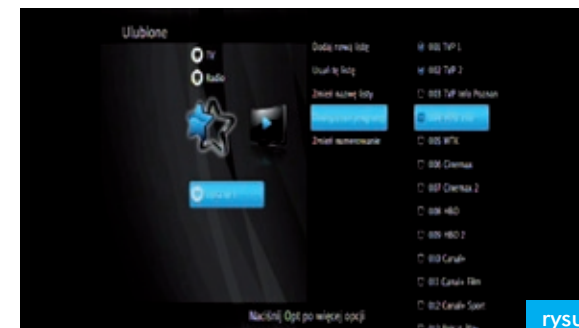 Ulubione
TV
Radio
Dodaj nową listę
Usuń tę listę
Zmień nazwę listy
Zmień numerowanie
001 TVP 1
002 TVP 2
003 TVP Info Poznan
004
005 MTK
006 Cinemax
007 Cinemax 2
008 HBO
009 HBO 2
010 Canal+
011 Canal+ Film
012 Canal+ Sport
Naciśnij Opt po więcej opcji
rysu